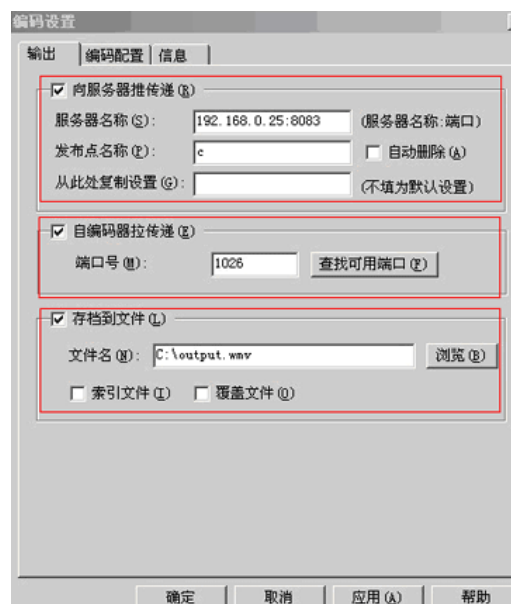 编码设置
输出 编码配置 信息
向服务器推传递(R)
服务器名称(S): 192.168.0.25:8083 (服务器名称:端口)
发布点名称(P): c 自动删除(A)
从此处复制设置(G): (不填为默认设置)
自编码器拉传递(E)
端口号(M): 1026 查找可用端口(F)
存档到文件(L)
文件名(N): C:\output.wmv 浏览(B)
索引文件(I) 覆盖文件(O)
确定 取消 应用(A) 帮助